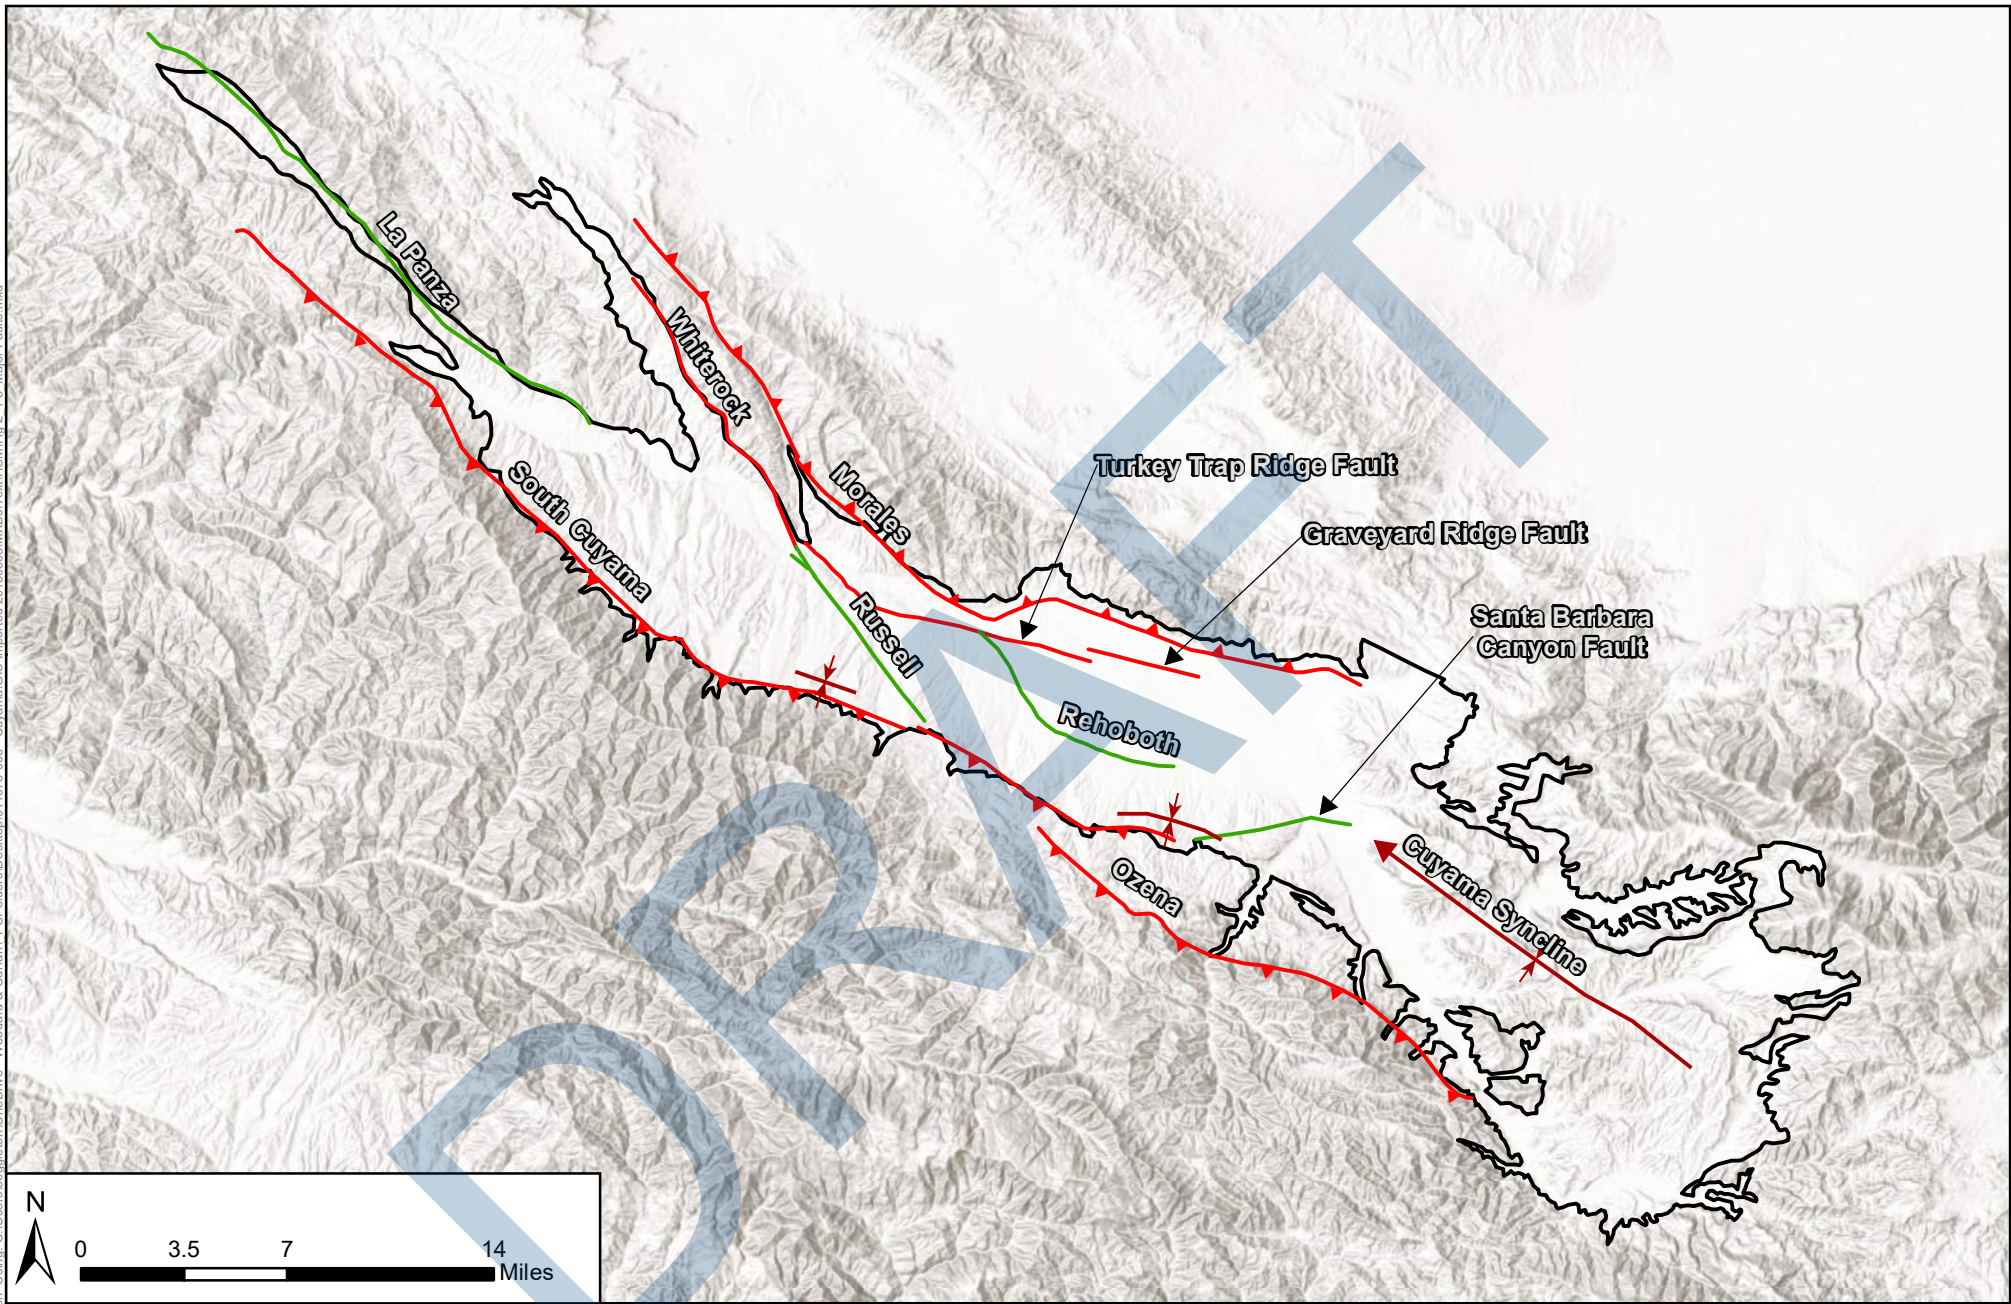 La Panza
Whiterock
Morales
South Cuyama
Turkey Trap Ridge Fault
Graveyard Ridge Fault
Santa Barbara
Canyon Fault
Russell
Rehoboth
Ozena
Cuyama Syncline
DRAFT
N
0 3.5 7 14
Miles